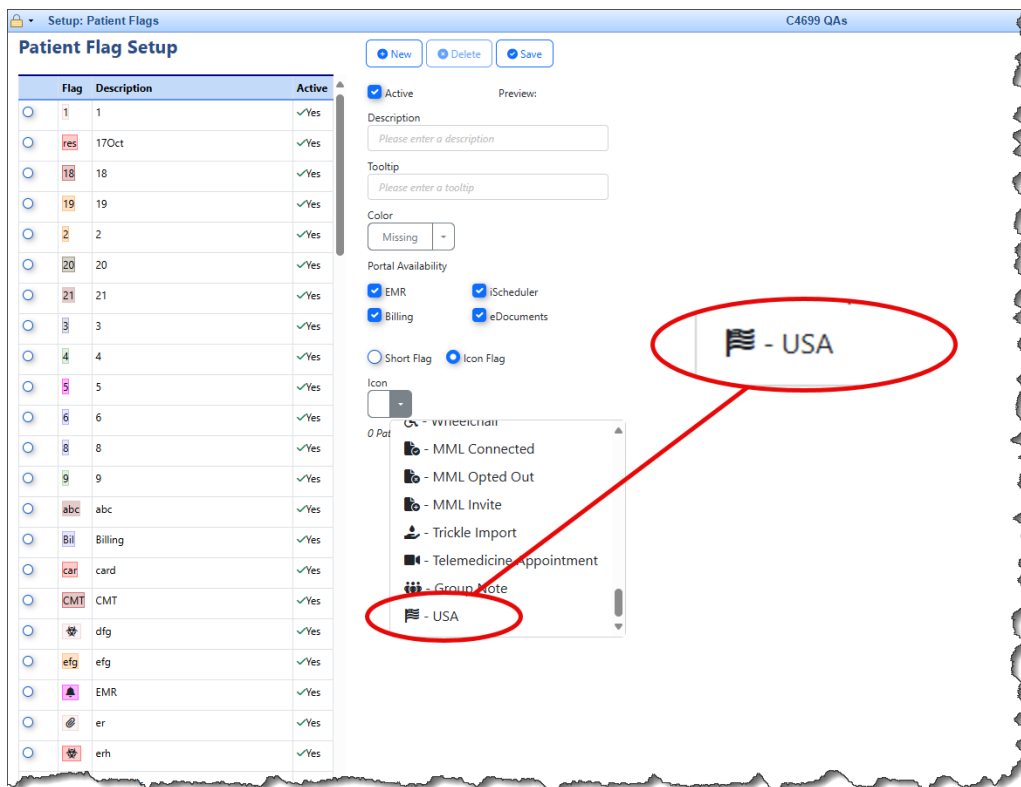 Setup: Patient Flags
C4699 QAs
Patient Flag Setup
New
Delete
Save
Flag Description Active
1 1 Yes
res 17Oct Yes
18 18 Yes
19 19 Yes
2 2 Yes
20 20 Yes
21 21 Yes
3 3 Yes
4 4 Yes
5 5 Yes
6 6 Yes
8 8 Yes
9 9 Yes
abc abc Yes
Bil Billing Yes
car card Yes
CMT CMT Yes
dfg Yes
efg efg Yes
EMR Yes
er Yes
erh Yes
Active
Preview:
Description
Please enter a description
Tooltip
Please enter a tooltip
Color
Missing
Portal Availability
EMR
iScheduler
Billing
eDocuments
Short Flag
Icon Flag
Icon
0 Pat
- Wheelchair
- MML Connected
- MML Opted Out
- MML Invite
- Trickle Import
- Telemedicine Appointment
- Group Note
- USA
- USA